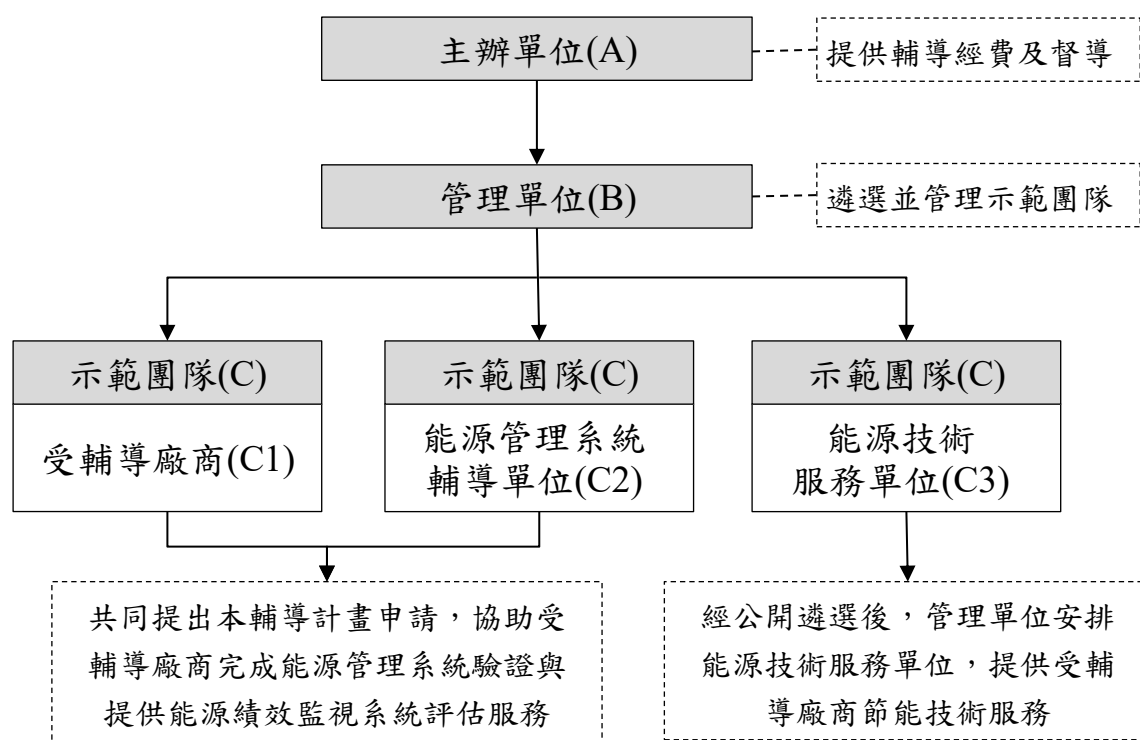 主辦單位(A)
提供輔導經費及督導
管理單位(B)
遴選並管理示範團隊
示範團隊(C)
受輔導廠商(C1)
示範團隊(C)
能源管理系統
輔導單位(C2)
示範團隊(C)
能源技術
服務單位(C3)
共同提出本輔導計畫申請，協助受
輔導廠商完成能源管理系統驗證與
提供能源績效監視系統評估服務
經公開遴選後，管理單位安排
能源技術服務單位，提供受輔
導廠商節能技術服務